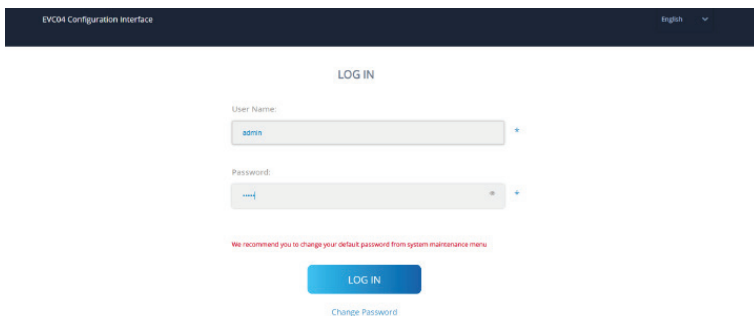 EVC04 Configuration Interface
English
LOG IN
User Name:
admin
*
Password:
•••••
*
We recommend you to change your default password from system maintenance menu
LOG IN
Change Password